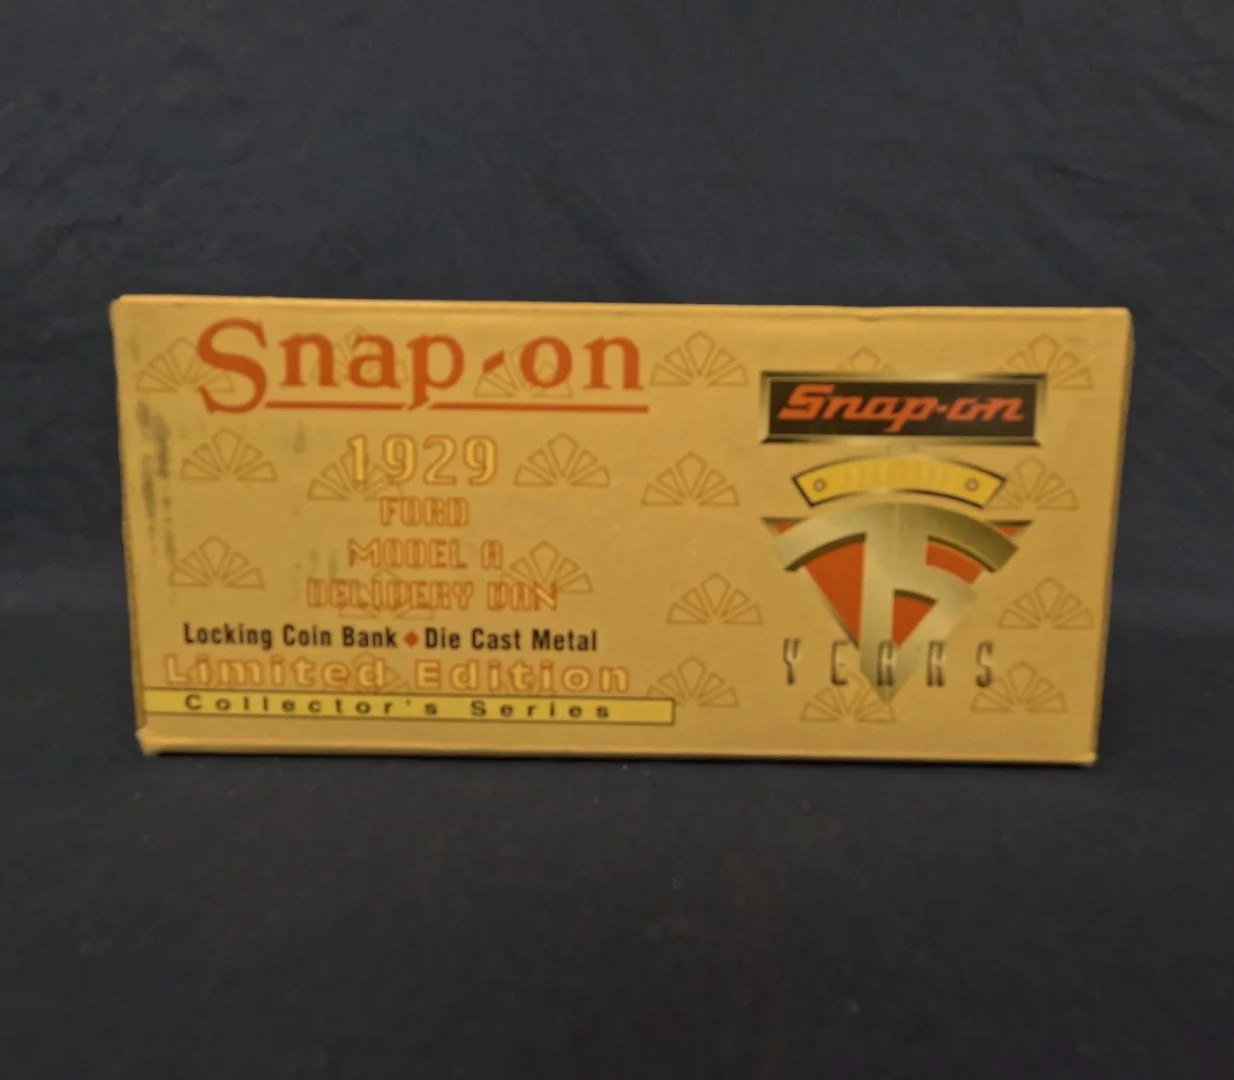 Snap-on
1929
FORD
MODEL A
DELIVERY VAN
Locking Coin Bank ♦ Die Cast Metal
Limited Edition
Collector's Series
Snap-on
75
YEARS